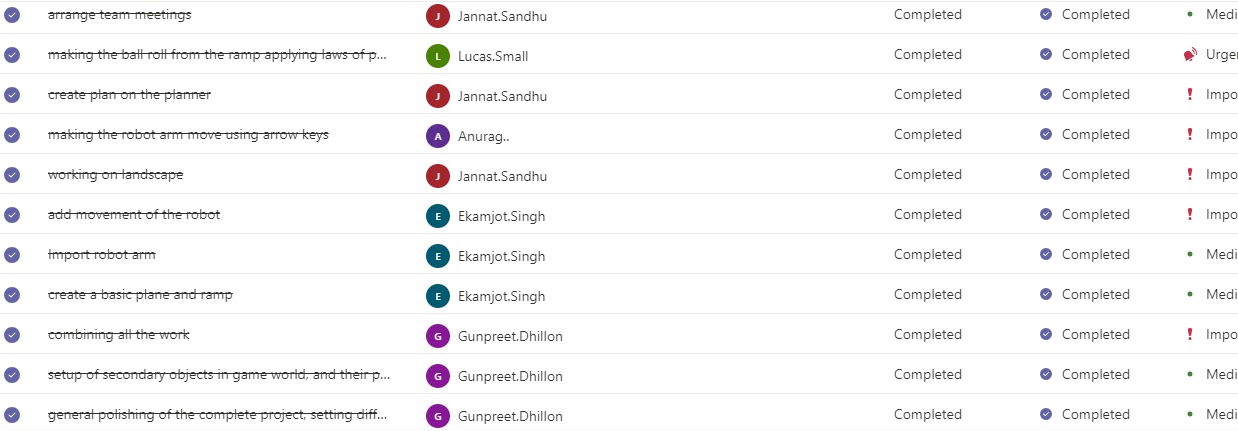 arrange team meetings J Jannat.Sandhu Completed Completed Medi
making the ball roll from the ramp applying laws of p... L Lucas.Small Completed Completed Urge
create plan on the planner J Jannat.Sandhu Completed Completed Impo
making the robot arm move using arrow keys A Anurag.. Completed Completed Impo
working on landscape J Jannat.Sandhu Completed Completed Impo
add movement of the robot E Ekamjot.Singh Completed Completed Impo
Import robot arm E Ekamjot.Singh Completed Completed Medi
create a basic plane and ramp E Ekamjot.Singh Completed Completed Medi
combining all the work G Gunpreet.Dhillon Completed Completed Impo
setup of secondary objects in game world, and their p... G Gunpreet.Dhillon Completed Completed Medi
general polishing of the complete project, setting diff... G Gunpreet.Dhillon Completed Completed Medi